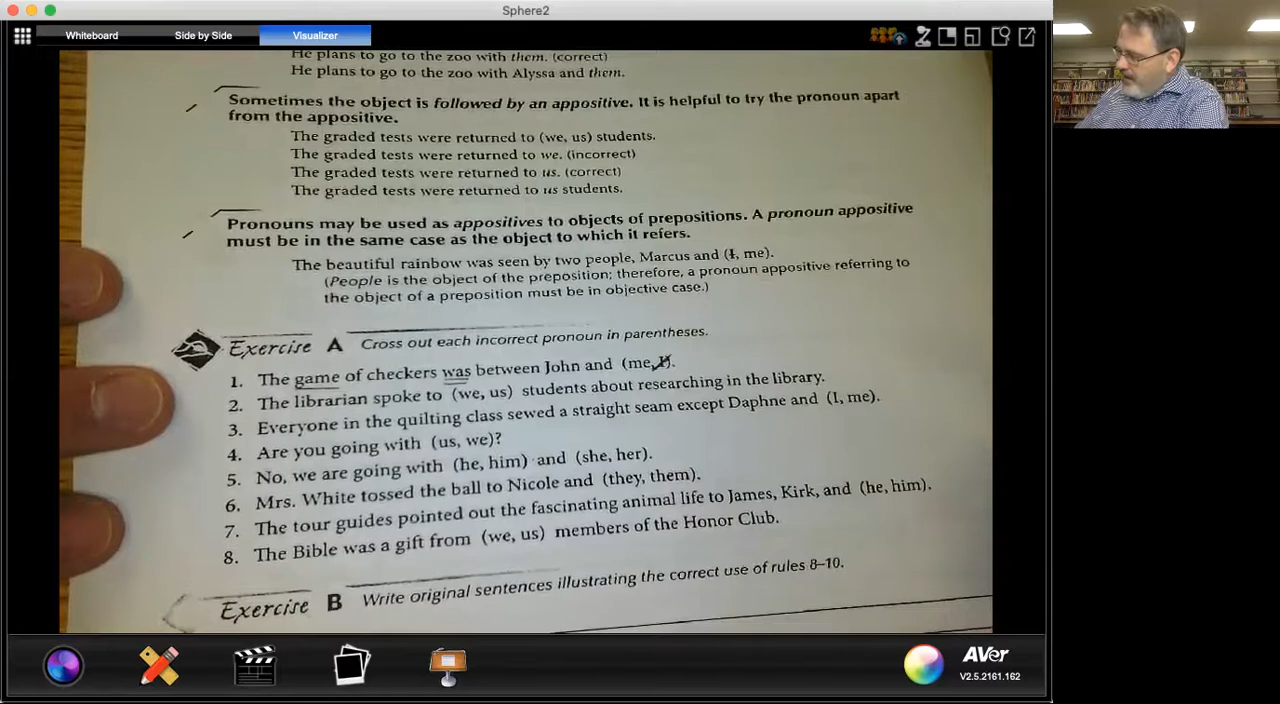 Sphere2
Whiteboard
Side by Side
Visualizer
He plans to go to the zoo with them. (correct)
He plans to go to the zoo with Alyssa and them.
Sometimes the object is followed by an appositive. It is helpful to try the pronoun apart
from the appositive.
The graded tests were returned to (we, us) students.
The graded tests were returned to we. (incorrect)
The graded tests were returned to us. (correct)
The graded tests were returned to us students.
Pronouns may be used as appositives to objects of prepositions. A pronoun appositive
must be in the same case as the object to which it refers.
The beautiful rainbow was seen by two people, Marcus and (I, me).
(People is the object of the preposition; therefore, a pronoun appositive referring to
the object of a preposition must be in objective case.)
Exercise A Cross out each incorrect pronoun in parentheses.
1. The game of checkers was between John and (me, I).
2. The librarian spoke to (we, us) students about researching in the library.
3. Everyone in the quilting class sewed a straight seam except Daphne and (I, me).
4. Are you going with (us, we)?
5. No, we are going with (he, him) and (she, her).
6. Mrs. White tossed the ball to Nicole and (they, them).
7. The tour guides pointed out the fascinating animal life to James, Kirk, and (he, him).
8. The Bible was a gift from (we, us) members of the Honor Club.
Exercise B Write original sentences illustrating the correct use of rules 8–10.
AVer
V2.5.2161.162